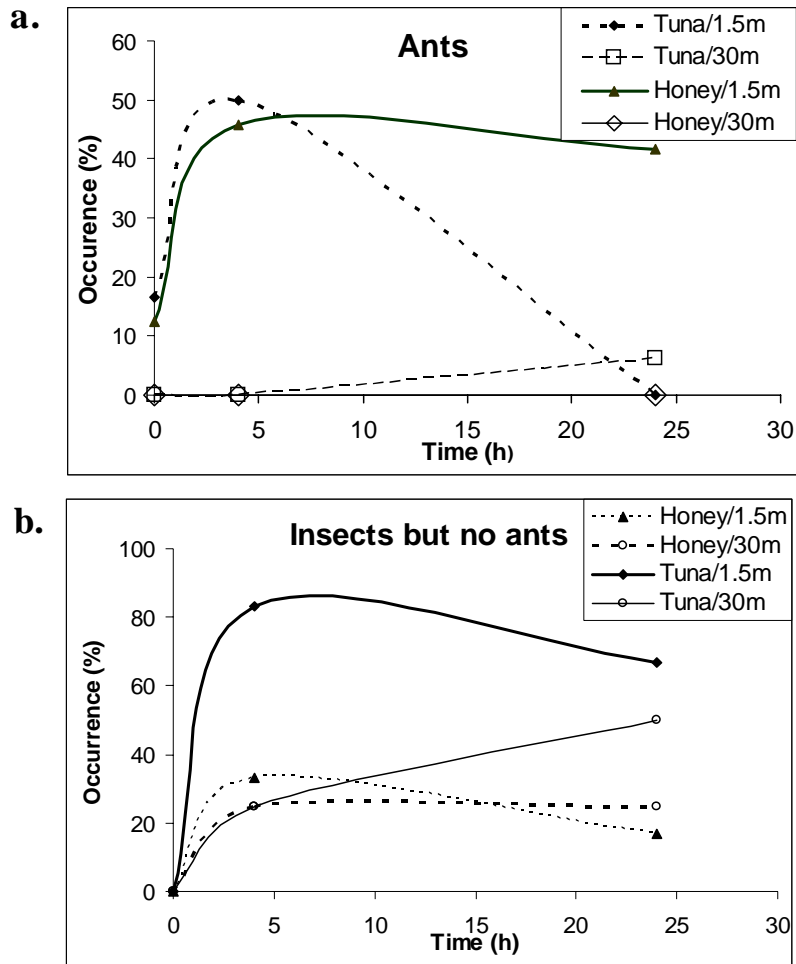 a.
Ants
Tuna/1.5m
Tuna/30m
Honey/1.5m
Honey/30m
Occurence (%)
60
50
40
30
20
10
0
0 5 10 15 20 25 30
Time (h)
b.
Insects but no ants
Honey/1.5m
Honey/30m
Tuna/1.5m
Tuna/30m
Occurrence (%)
100
80
60
40
20
0
0 5 10 15 20 25 30
Time (h)